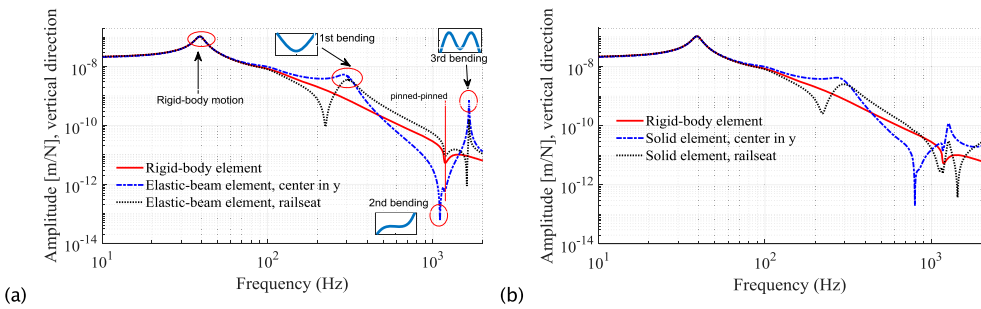 Amplitude [m/N], vertical direction
10^-8
10^-10
10^-12
10^-14
1st bending
3rd bending
Rigid-body motion
pinned-pinned
Rigid-body element
Elastic-beam element, center in y
Elastic-beam element, railseat
2nd bending
10^1
10^2
10^3
Frequency (Hz)
(a)
Amplitude [m/N], vertical direction
10^-8
10^-10
10^-12
10^-14
Rigid-body element
Solid element, center in y
Solid element, railseat
10^1
10^2
10^3
Frequency (Hz)
(b)